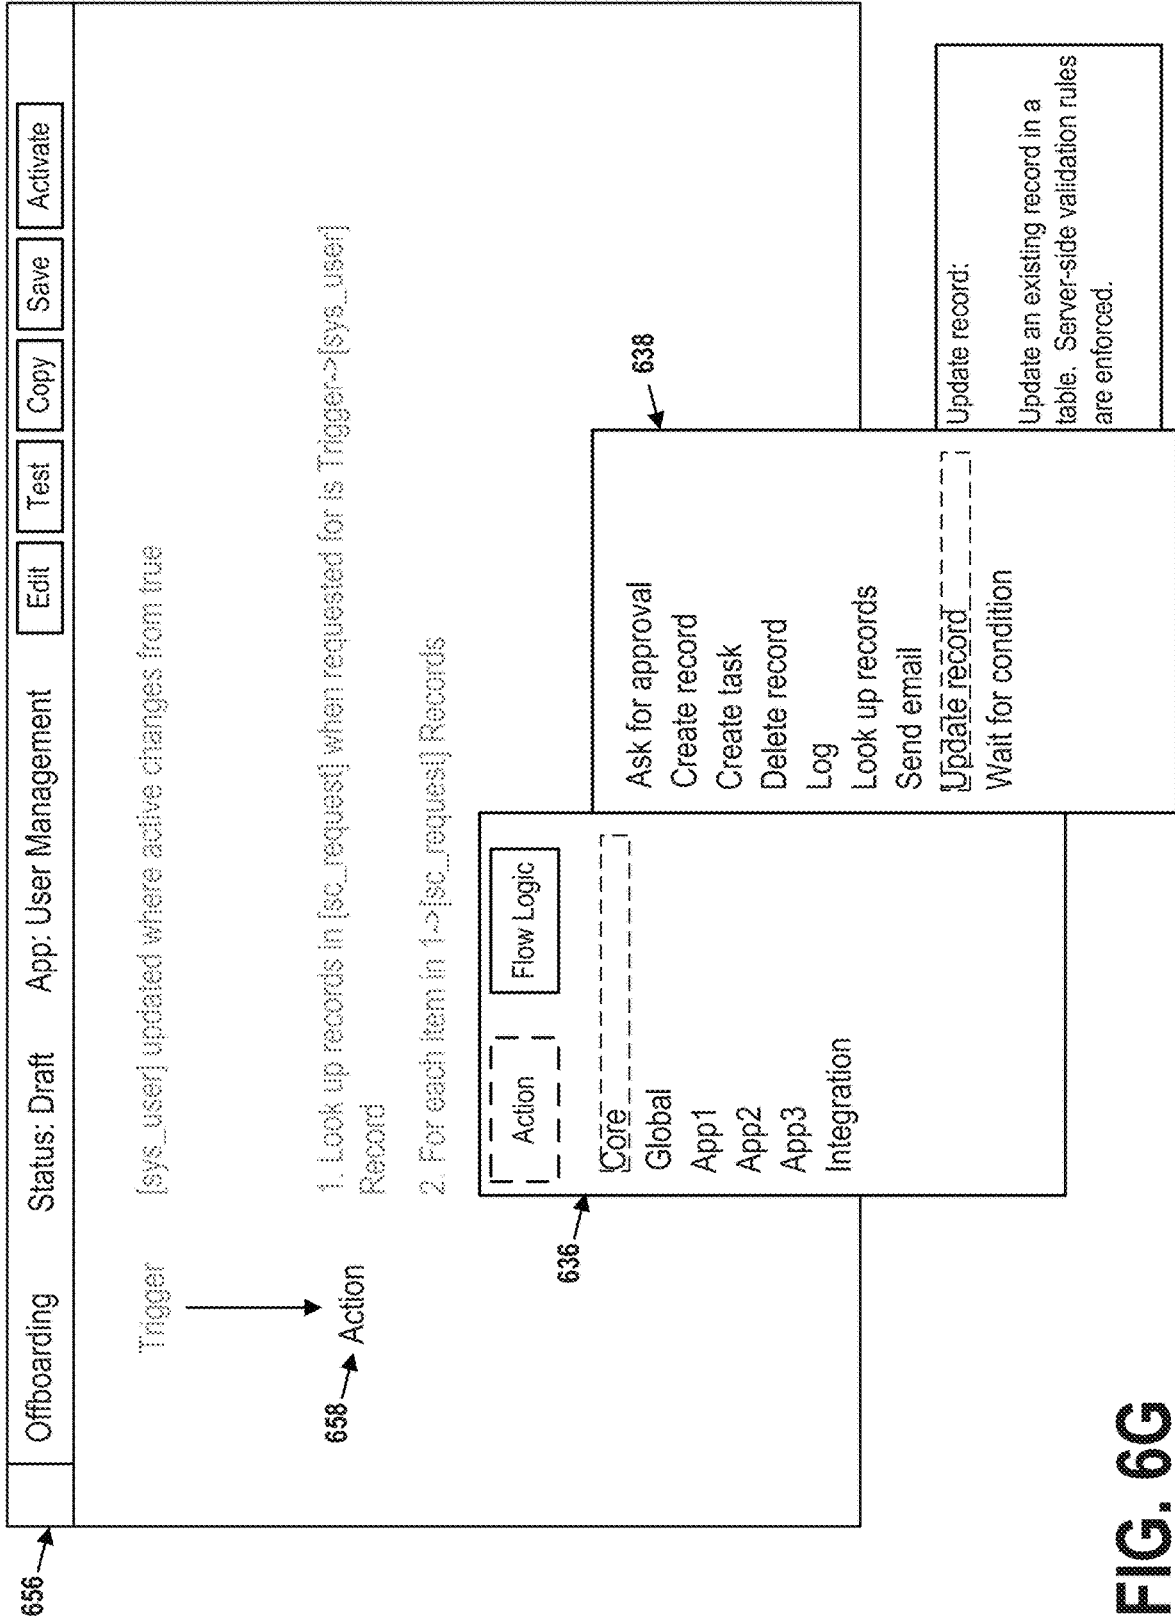 656
Offboarding Status: Draft App: User Management Edit Test Copy Save Activate
Trigger [sys_user] updated where active changes from true
658 Action
1. Look up records in [sc_request] when requested for is Trigger->[sys_user]
Record
2. For each item in 1->[sc_request] Records
636
Action Flow Logic
Core
Global
App1
App2
App3
Integration
638
Ask for approval
Create record
Create task
Delete record
Log
Look up records
Send email
Update record
Wait for condition
Update record:
Update an existing record in a
table. Server-side validation rules
are enforced.
FIG. 6G